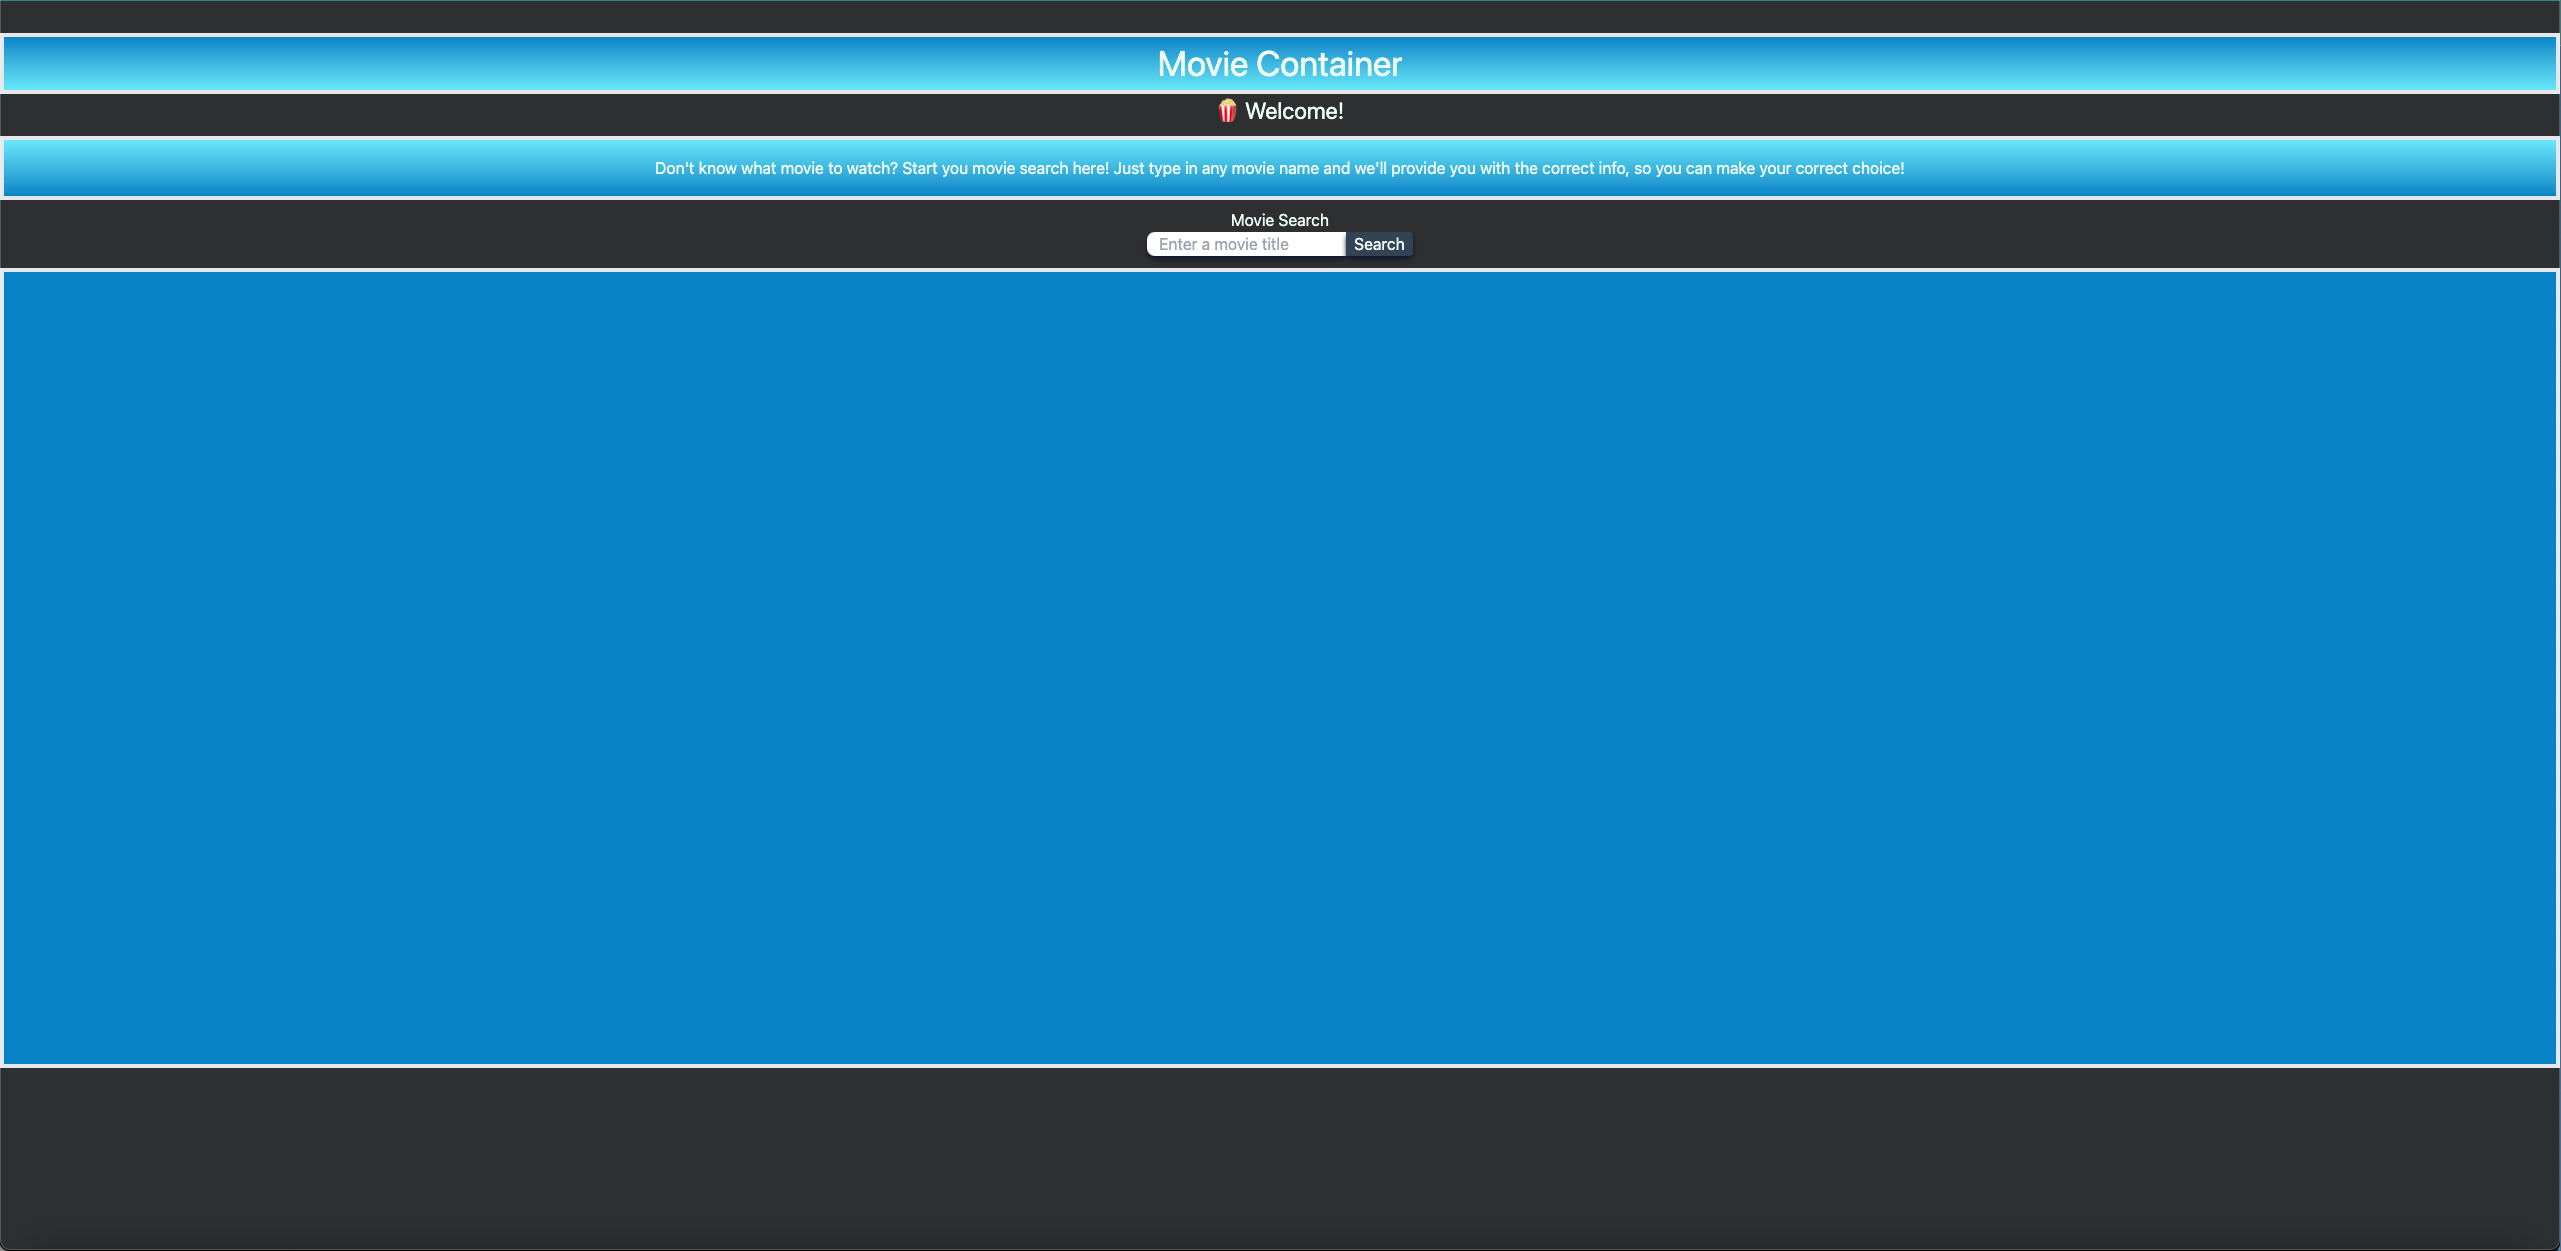 Movie Container
🍿 Welcome!
Don't know what movie to watch? Start you movie search here! Just type in any movie name and we'll provide you with the correct info, so you can make your correct choice!
Movie Search
Enter a movie title Search